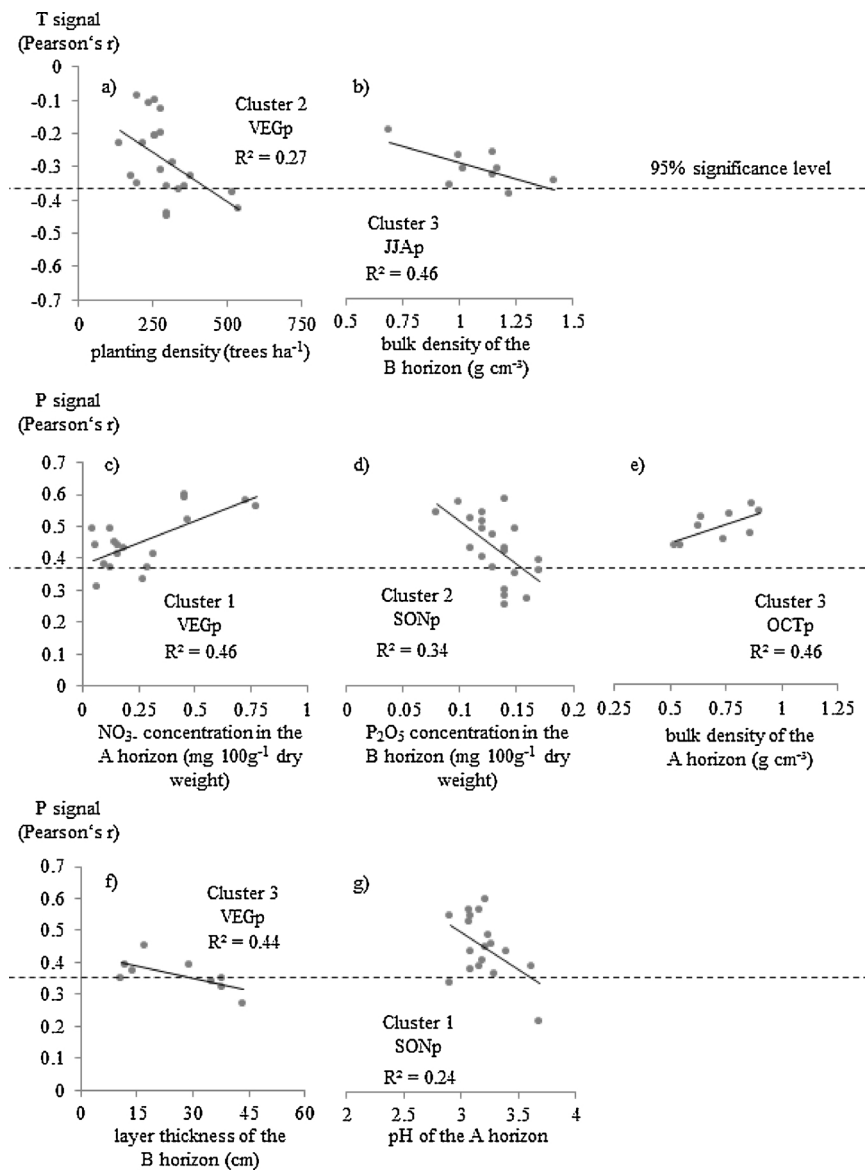 T signal
(Pearson‘s r)
0
-0.1
-0.2
-0.3
-0.4
-0.5
-0.6
-0.7
a)
Cluster 2
VEGp
R² = 0.27
b)
Cluster 3
JJAp
R² = 0.46
95% significance level
0 250 500 750
planting density (trees ha⁻¹)
0.5 0.75 1 1.25 1.5
bulk density of the
B horizon (g cm⁻³)
P signal
(Pearson‘s r)
0.7
0.6
0.5
0.4
0.3
0.2
0.1
0
c)
Cluster 1
VEGp
R² = 0.46
d)
Cluster 2
SONp
R² = 0.34
e)
Cluster 3
OCTp
R² = 0.46
0 0.5 1
NO₃- concentration in the
A horizon (mg 100g⁻¹ dry
weight)
0 0.05 0.1 0.15 0.2
P₂O₅ concentration in the
B horizon (mg 100g⁻¹ dry
weight)
0.25 0.5 0.75 1 1.25
bulk density of the
A horizon (g cm⁻³)
P signal
(Pearson‘s r)
0.7
0.6
0.5
0.4
0.3
0.2
0.1
0
f)
Cluster 3
VEGp
R² = 0.44
g)
Cluster 1
SONp
R² = 0.24
0 15 30 45 60
layer thickness of the
B horizon (cm)
2 2.5 3 3.5 4
pH of the A horizon